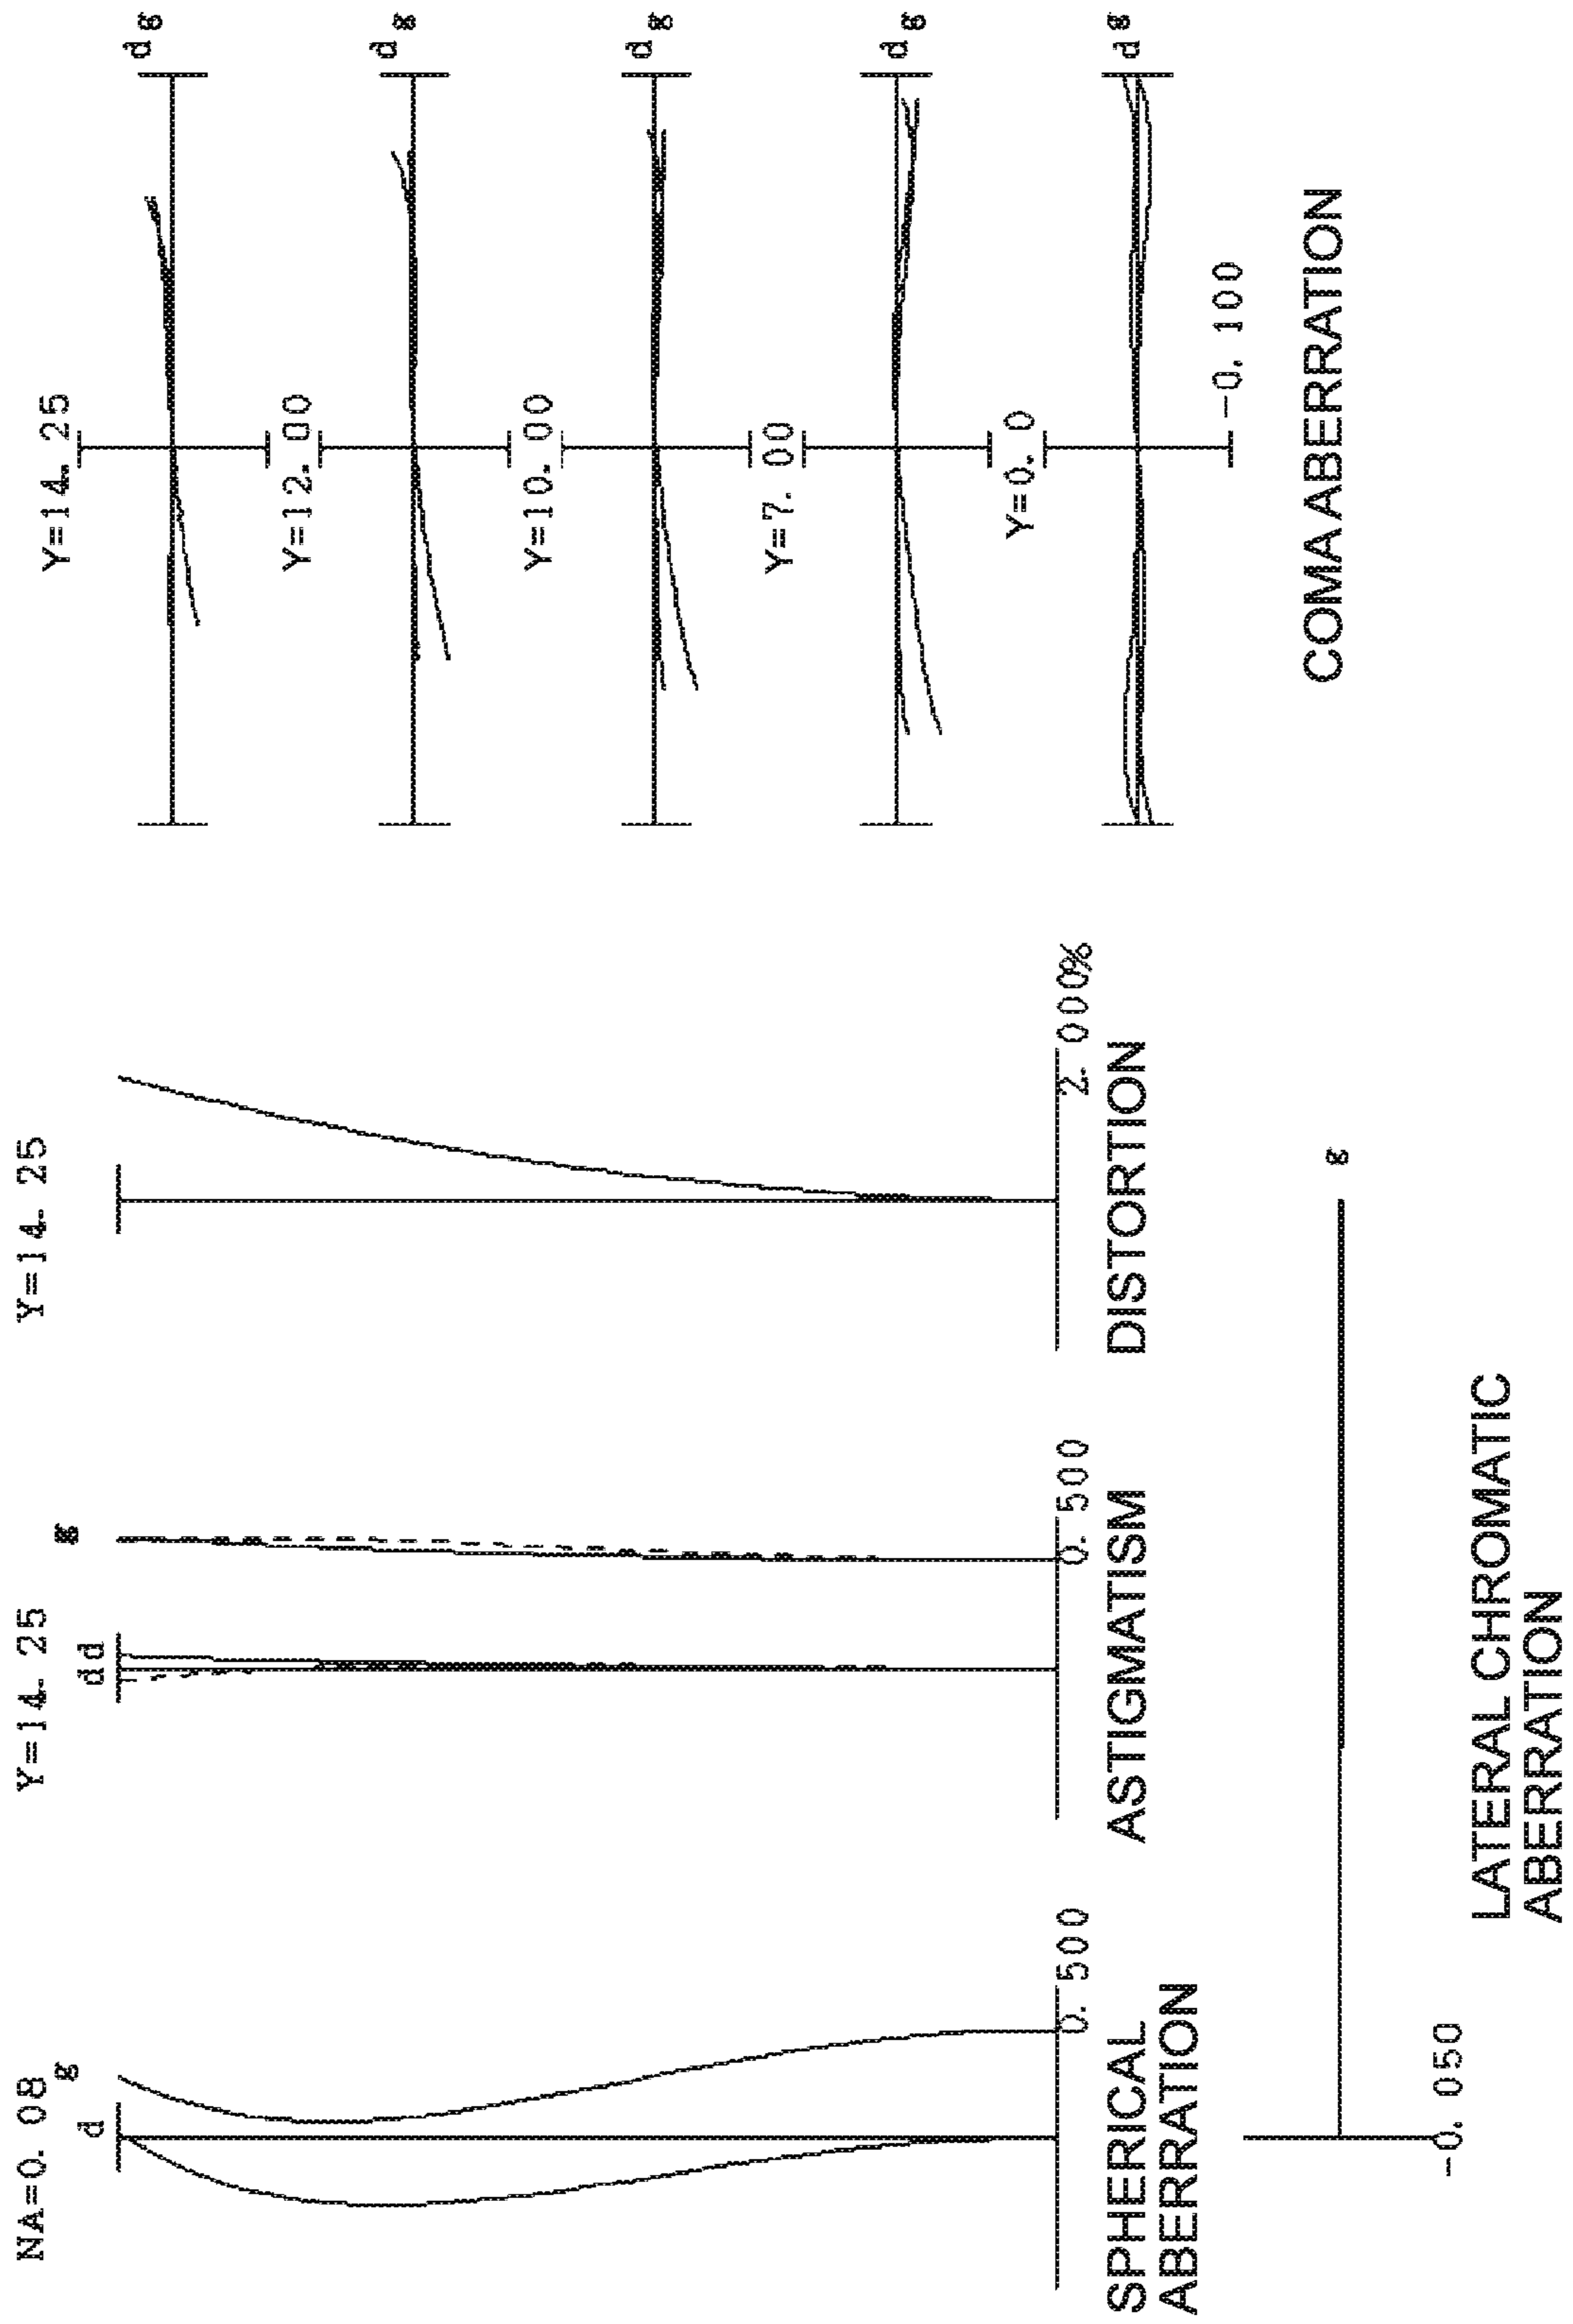 NA=0. 08
d
g
0. 500
SPHERICAL
ABERRATION
Y=14. 25
d d
g
0. 500
ASTIGMATISM
Y=14. 25
2. 000%
DISTORTION
-0. 050
g
LATERAL CHROMATIC
ABERRATION
Y=14. 25
d g
Y=12. 00
d g
Y=10. 00
d g
Y=7. 00
d g
Y=0. 0
d g
-0. 100
COMA ABERRATION